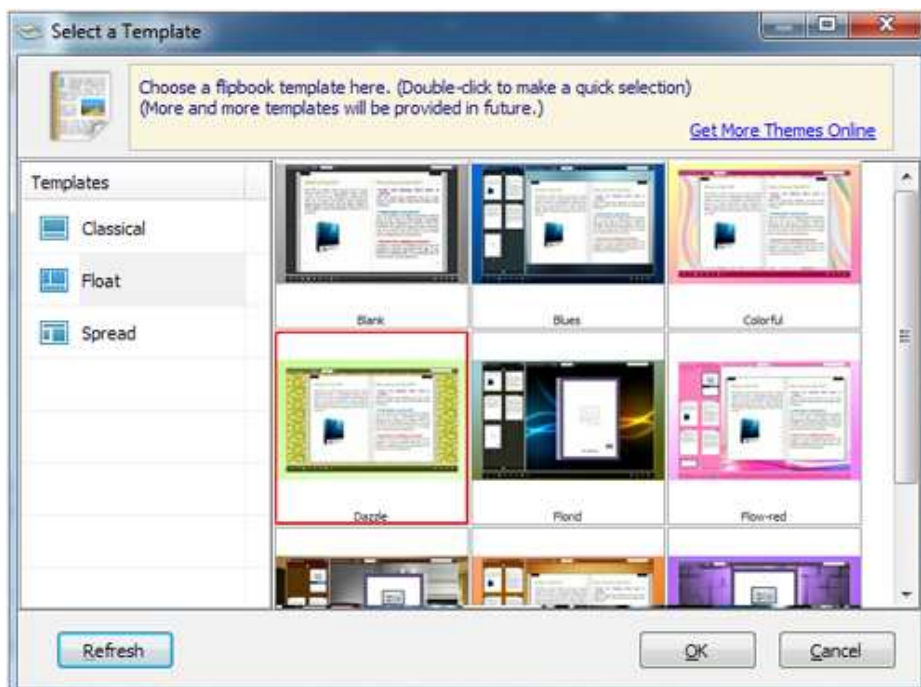 Select a Template
Choose a flipbook template here. (Double-click to make a quick selection)
(More and more templates will be provided in future.)
Get More Themes Online
Templates
Classical
Float
Spread
Blank
Blues
Colorful
Dazzle
Florid
Flow-red
Refresh
OK
Cancel